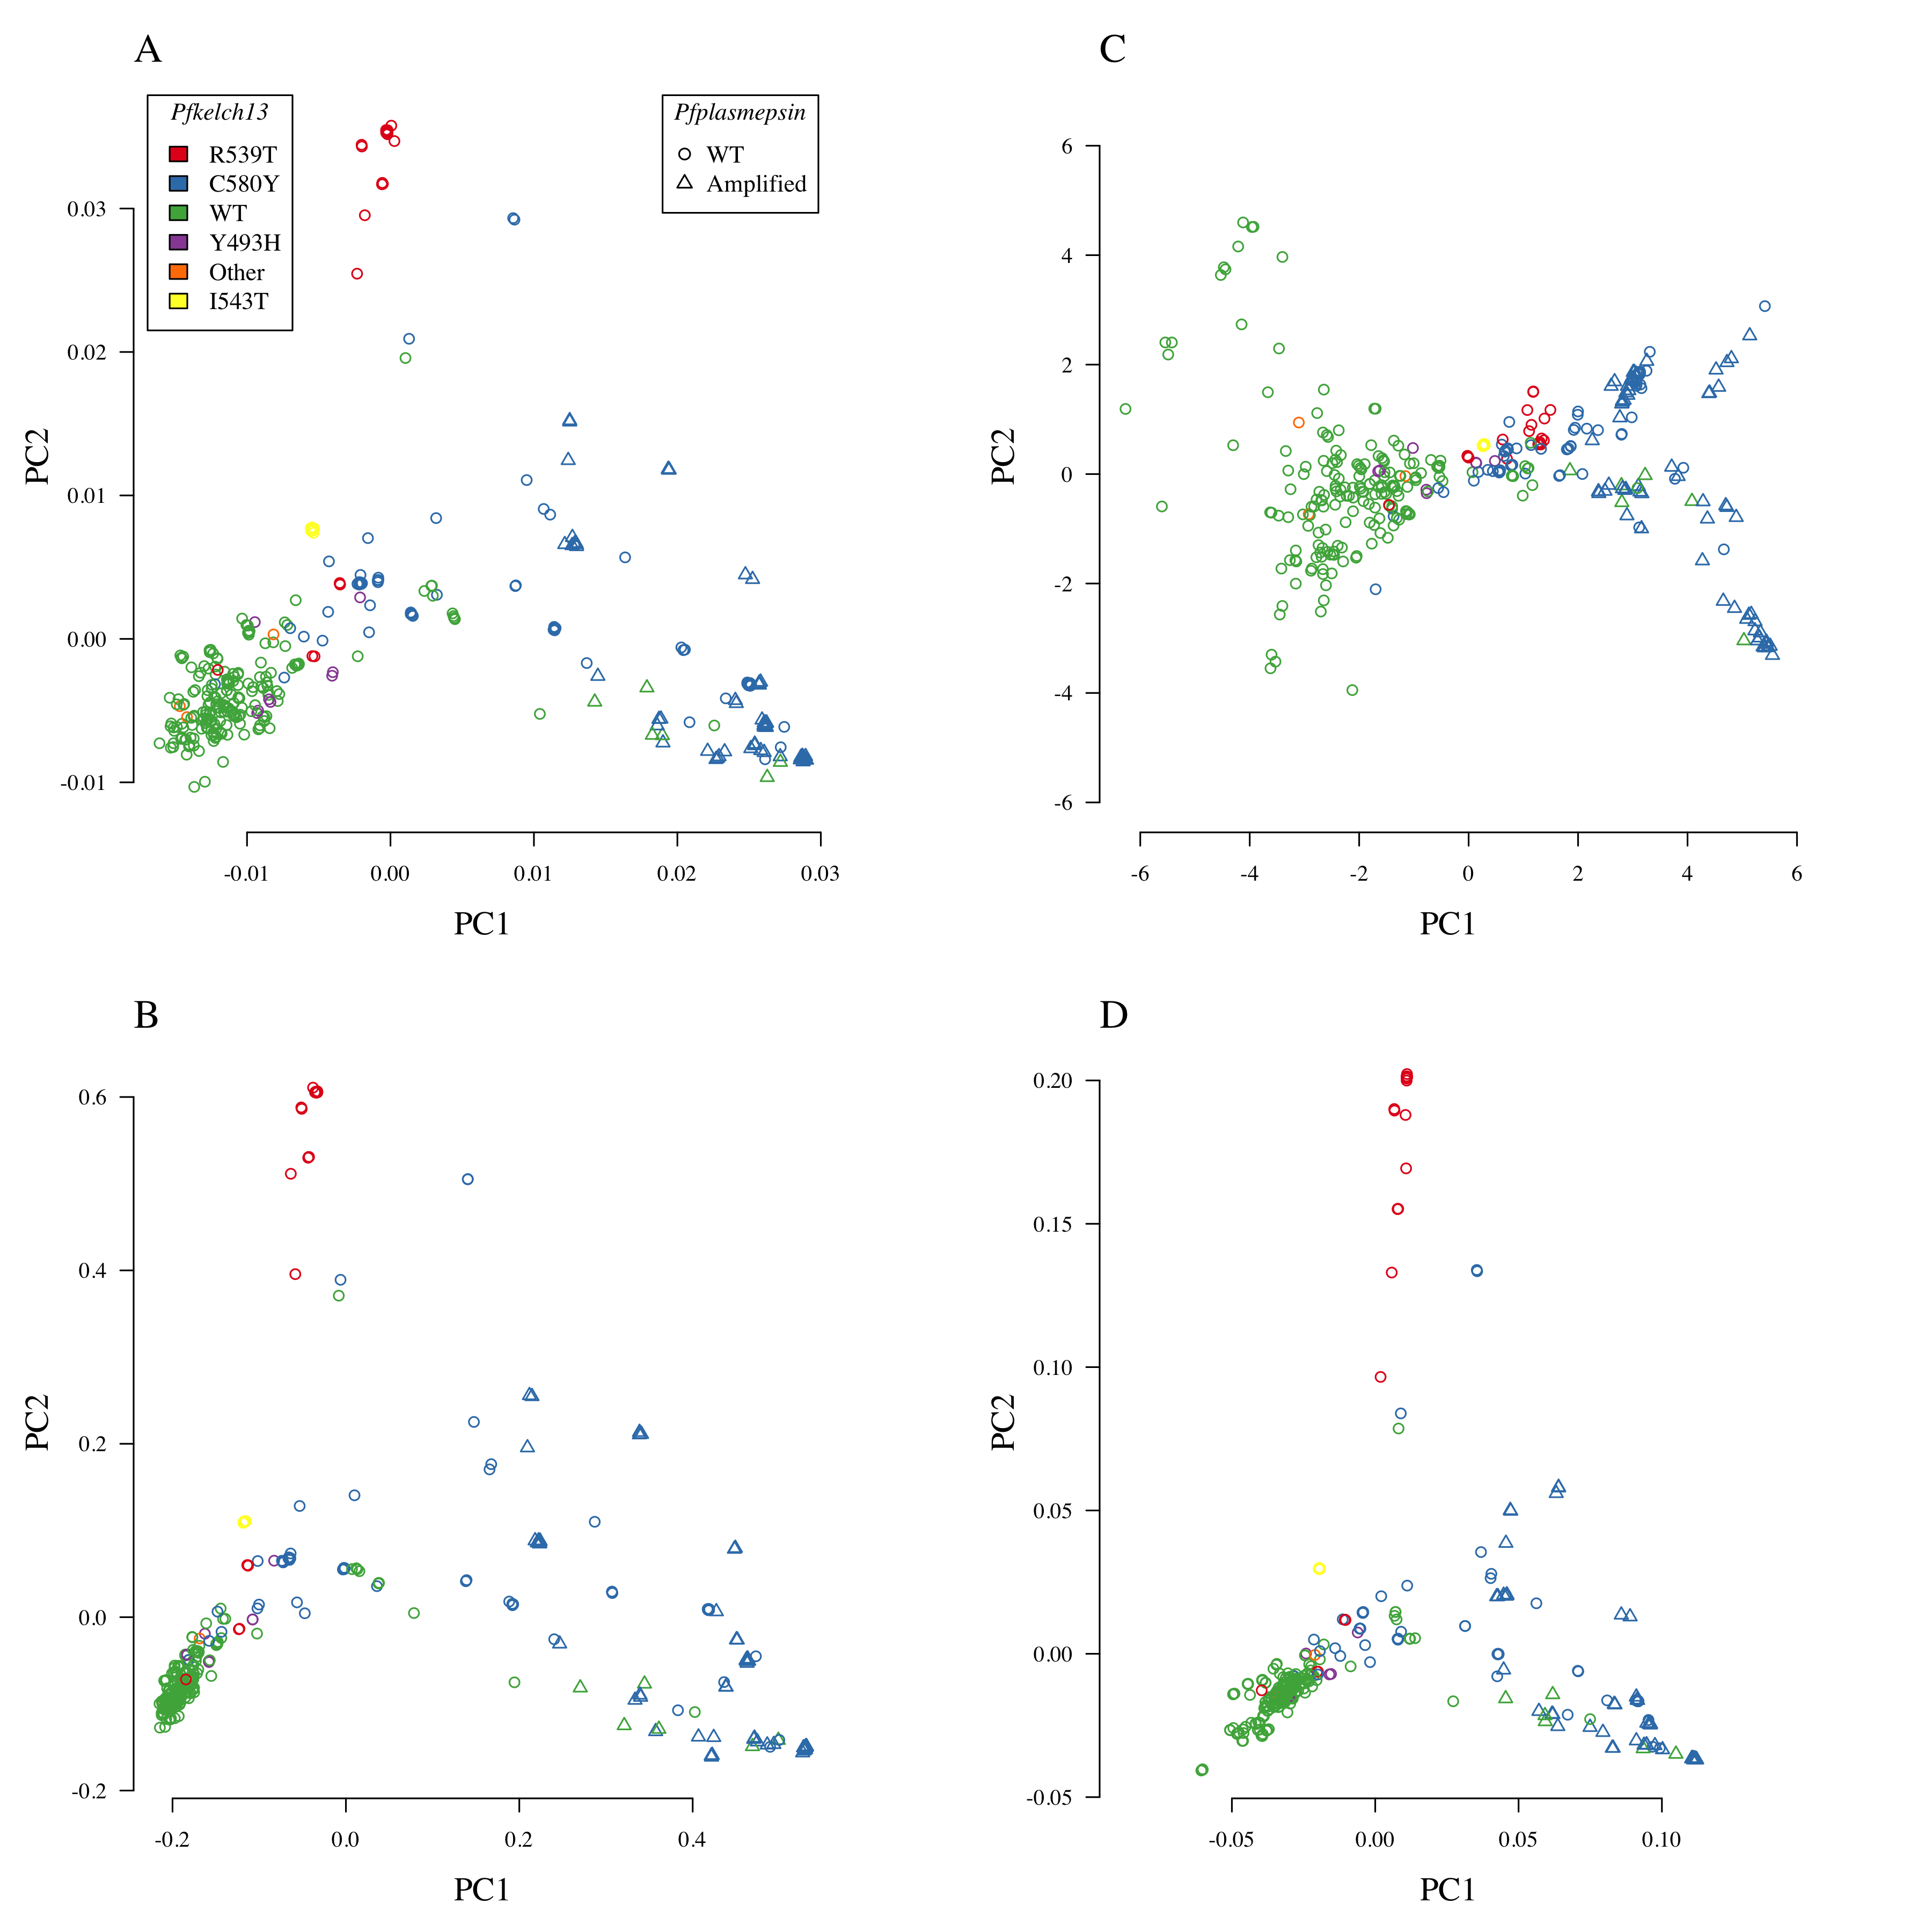 A
Pfkelch13
R539T
C580Y
WT
Y493H
Other
I543T
Pfplasmepsin
WT
Amplified
0.03
0.02
0.01
0.00
-0.01
PC2
-0.01 0.00 0.01 0.02 0.03
PC1
C
6
4
2
0
-2
-4
-6
PC2
-6 -4 -2 0 2 4 6
PC1
B
0.6
0.4
0.2
0.0
-0.2
PC2
-0.2 0.0 0.2 0.4
PC1
D
0.20
0.15
0.10
0.05
0.00
-0.05
PC2
-0.05 0.00 0.05 0.10
PC1